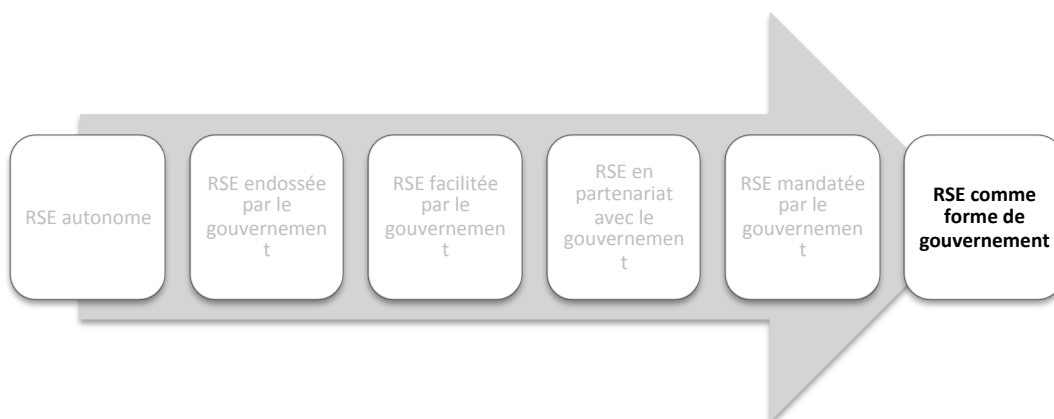 RSE autonome
RSE endossée
par le
gouvernemen
t
RSE facilitée
par le
gouvernemen
t
RSE en
partenariat
avec le
gouvernemen
t
RSE mandatée
par le
gouvernemen
t
RSE comme
forme de
gouvernement